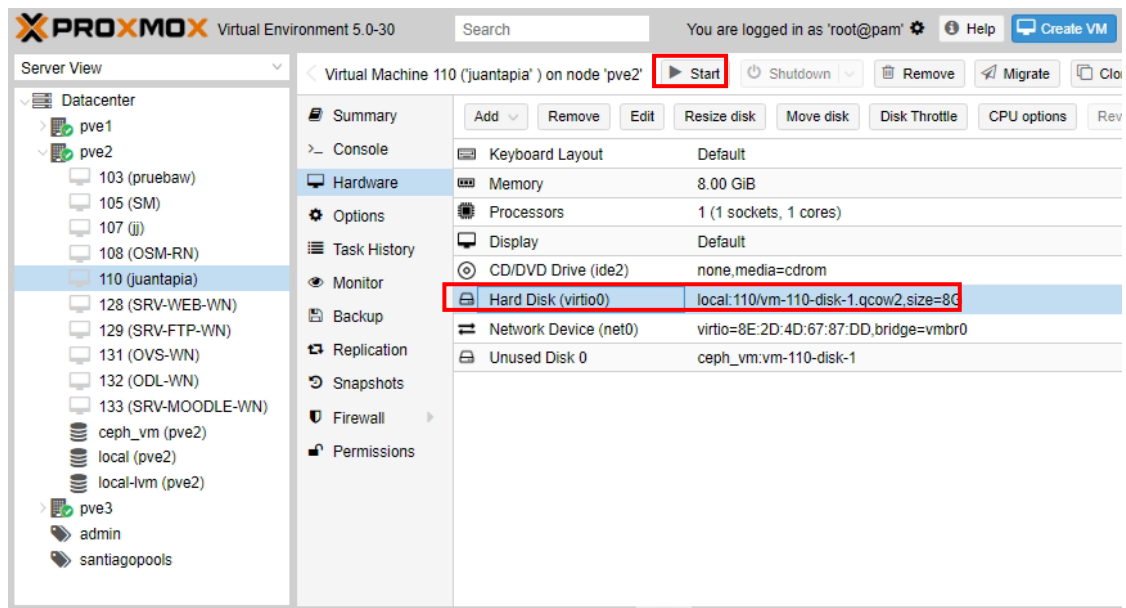 PROXMOX Virtual Environment 5.0-30 Search You are logged in as 'root@pam' Help Create VM
Server View
Virtual Machine 110 ('juantapia' ) on node 'pve2' Start Shutdown Remove Migrate Clo
Datacenter
pve1
pve2
103 (pruebaw)
105 (SM)
107 (jj)
108 (OSM-RN)
110 (juantapia)
128 (SRV-WEB-WN)
129 (SRV-FTP-WN)
131 (OVS-WN)
132 (ODL-WN)
133 (SRV-MOODLE-WN)
ceph_vm (pve2)
local (pve2)
local-lvm (pve2)
pve3
admin
santiagopools
Summary
Console
Hardware
Options
Task History
Monitor
Backup
Replication
Snapshots
Firewall
Permissions
Add Remove Edit Resize disk Move disk Disk Throttle CPU options Rev
Keyboard Layout Default
Memory 8.00 GiB
Processors 1 (1 sockets, 1 cores)
Display Default
CD/DVD Drive (ide2) none,media=cdrom
Hard Disk (virtio0) local:110/vm-110-disk-1.qcow2,size=8G
Network Device (net0) virtio=8E:2D:4D:67:87:DD,bridge=vmbr0
Unused Disk 0 ceph_vm:vm-110-disk-1